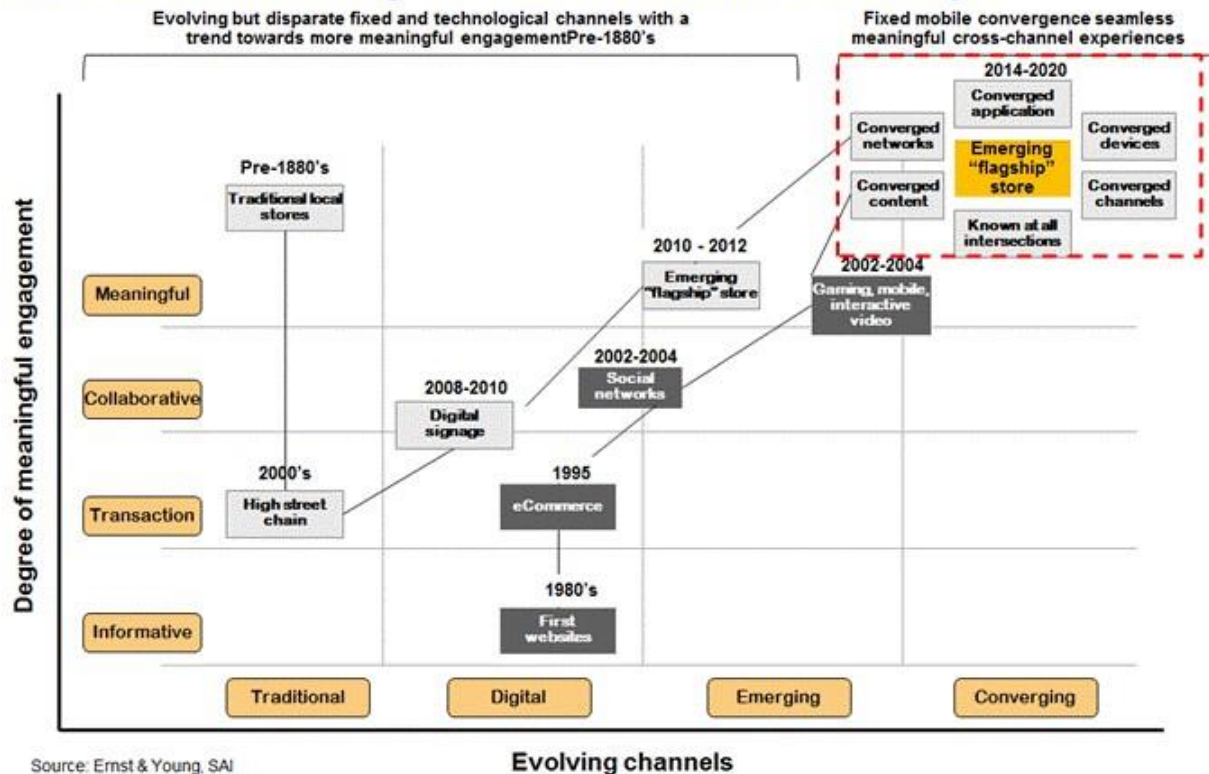 Evolving but disparate fixed and technological channels with a
trend towards more meaningful engagementPre-1880's
Fixed mobile convergence seamless
meaningful cross-channel experiences
2014-2020
Converged
application
Converged
networks
Converged
devices
Emerging
"flagship"
store
Converged
content
Converged
channels
Known at all
intersections
Pre-1880's
Traditional local
stores
2010 - 2012
Emerging
"flagship" store
2002-2004
Gaming, mobile,
interactive
video
2002-2004
Social
networks
2008-2010
Digital
signage
2000's
High street
chain
1995
eCommerce
1980's
First
websites
Degree of meaningful engagement
Meaningful
Collaborative
Transaction
Informative
Traditional
Digital
Emerging
Converging
Evolving channels
Source: Ernst & Young, SAI